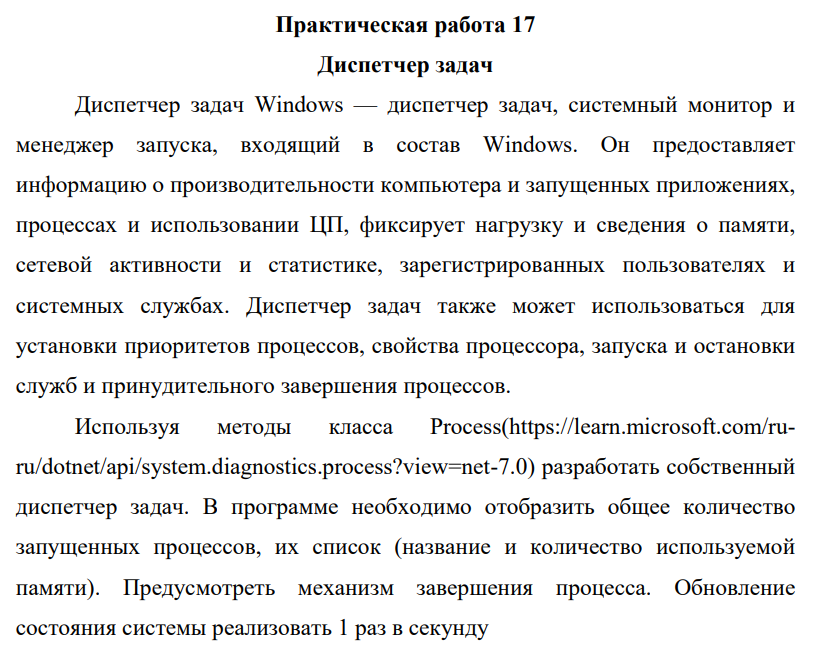 Практическая работа 17
Диспетчер задач
Диспетчер задач Windows — диспетчер задач, системный монитор и
менеджер запуска, входящий в состав Windows. Он предоставляет
информацию о производительности компьютера и запущенных приложениях,
процессах и использовании ЦП, фиксирует нагрузку и сведения о памяти,
сетевой активности и статистике, зарегистрированных пользователях и
системных службах. Диспетчер задач также может использоваться для
установки приоритетов процессов, свойства процессора, запуска и остановки
служб и принудительного завершения процессов.
Используя методы класса Process(https://learn.microsoft.com/ru-
ru/dotnet/api/system.diagnostics.process?view=net-7.0) разработать собственный
диспетчер задач. В программе необходимо отобразить общее количество
запущенных процессов, их список (название и количество используемой
памяти). Предусмотреть механизм завершения процесса. Обновление
состояния системы реализовать 1 раз в секунду